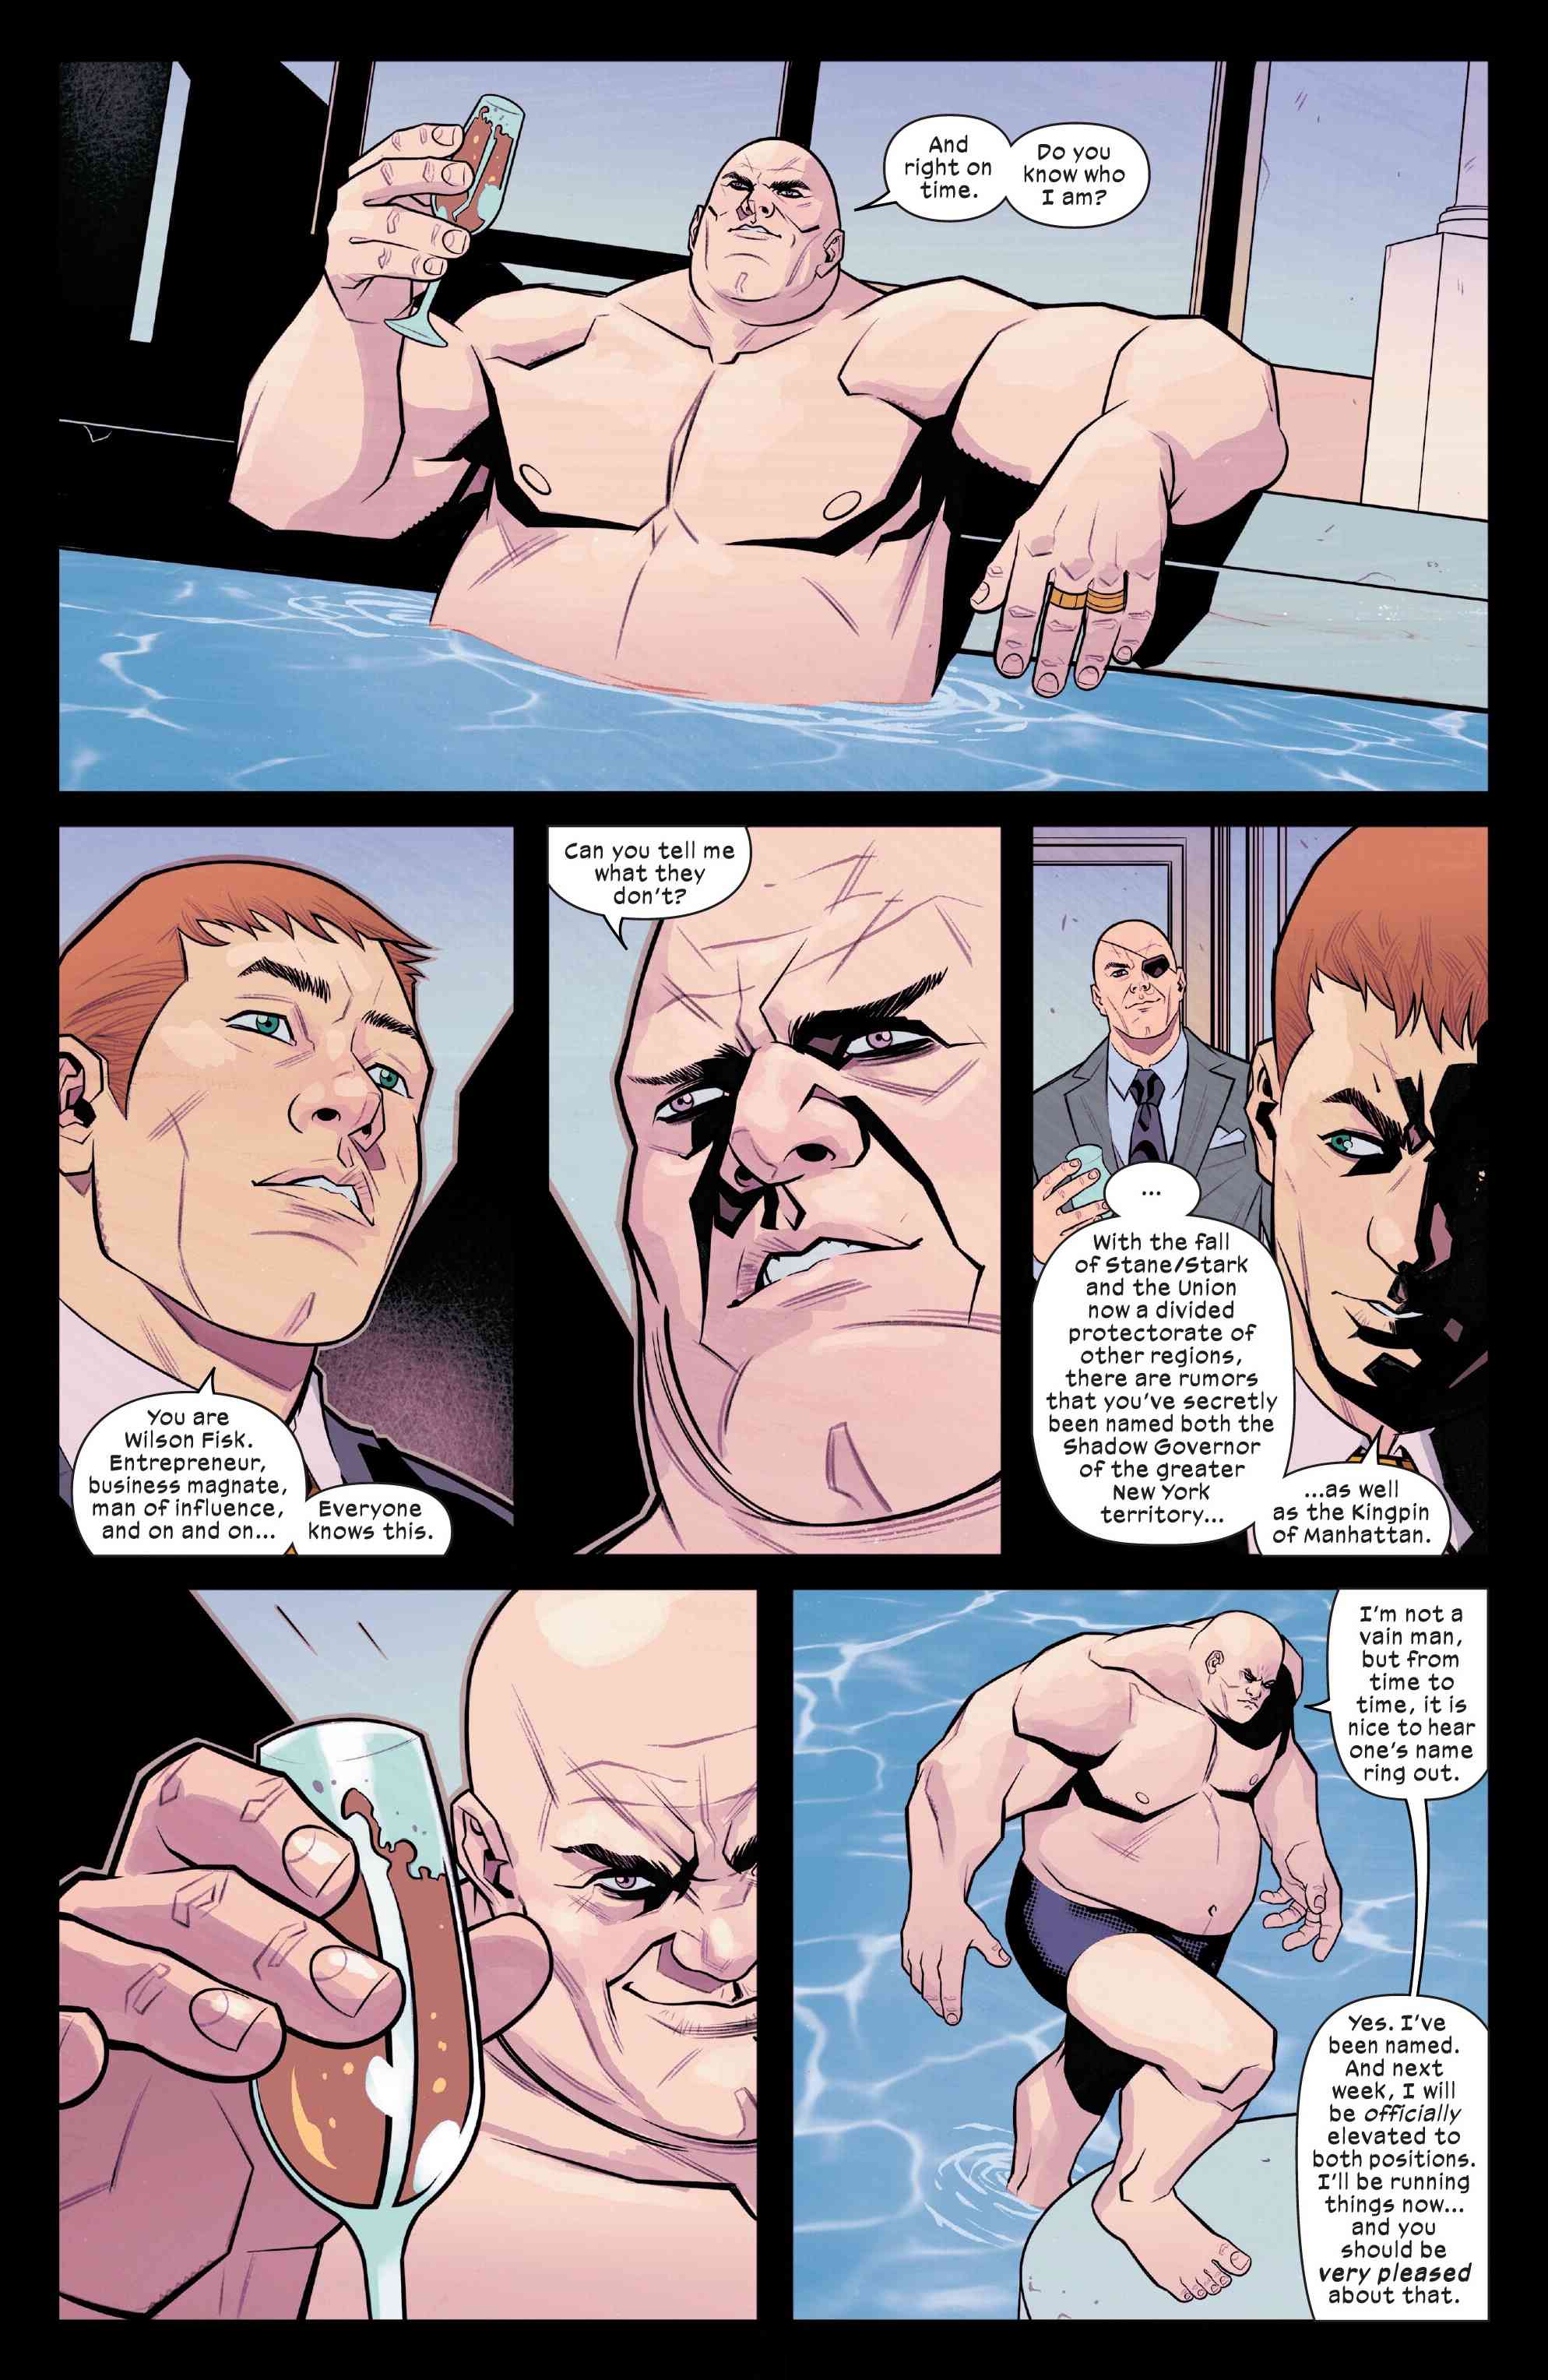 And
right on
time.
Do you
know who
I am?
You are
Wilson Fisk.
Entrepreneur,
business magnate,
man of influence,
and on and on...
Everyone
knows this.
Can you tell me
what they
don't?
...
With the fall
of Stane/Stark
and the Union
now a divided
protectorate of
other regions,
there are rumors
that you've secretly
been named both the
Shadow Governor
of the greater
New York
territory...
...as well
as the Kingpin
of Manhattan.
I'm not a
vain man,
but from
time to
time, it is
nice to hear
one's name
ring out.
Yes. I've
been named.
And next
week, I will
be officially
elevated to
both positions.
I'll be running
things now...
and you
should be
very pleased
about that.